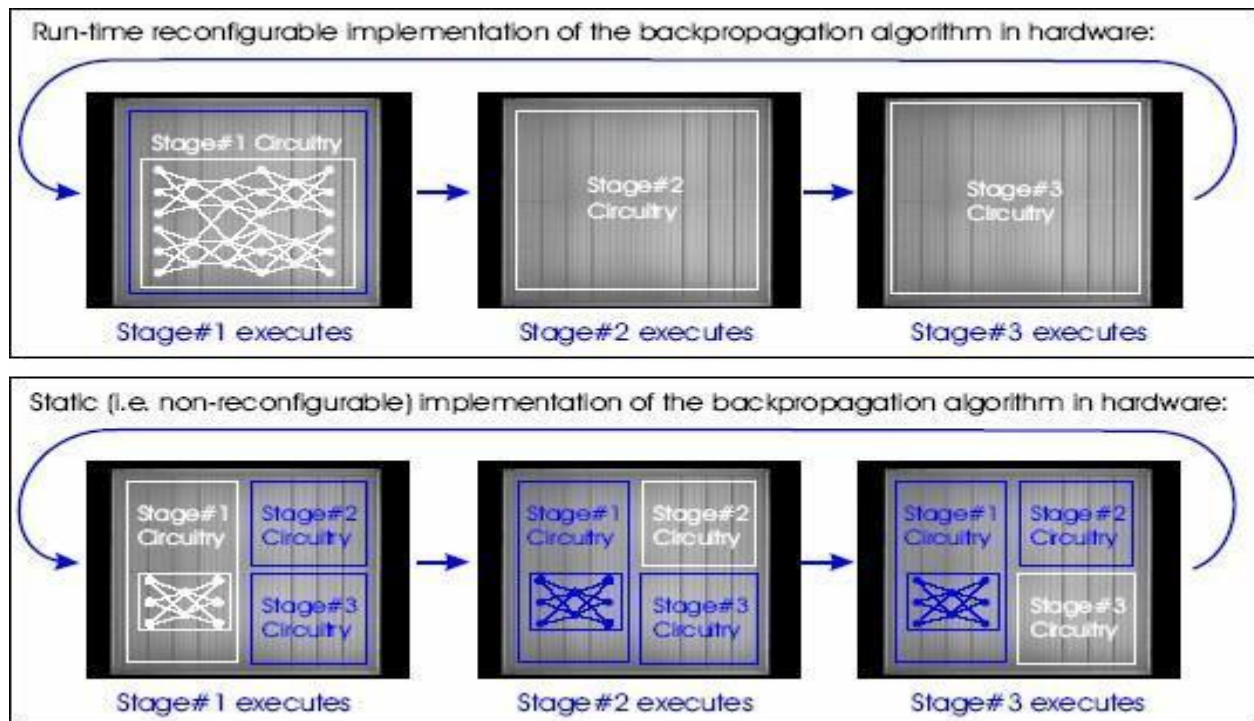 Run-time reconfigurable implementation of the backpropagation algorithm in hardware:
Stage#1 Circuitry
Stage#2
Circuitry
Stage#3
Circuitry
Stage#1 executes
Stage#2 executes
Stage#3 executes
Static (i.e. non-reconfigurable) implementation of the backpropagation algorithm in hardware:
Stage#1
Circuitry
Stage#2
Circuitry
Stage#3
Circuitry
Stage#1
Circuitry
Stage#2
Circuitry
Stage#3
Circuitry
Stage#1
Circuitry
Stage#2
Circuitry
Stage#3
Circuitry
Stage#1 executes
Stage#2 executes
Stage#3 executes